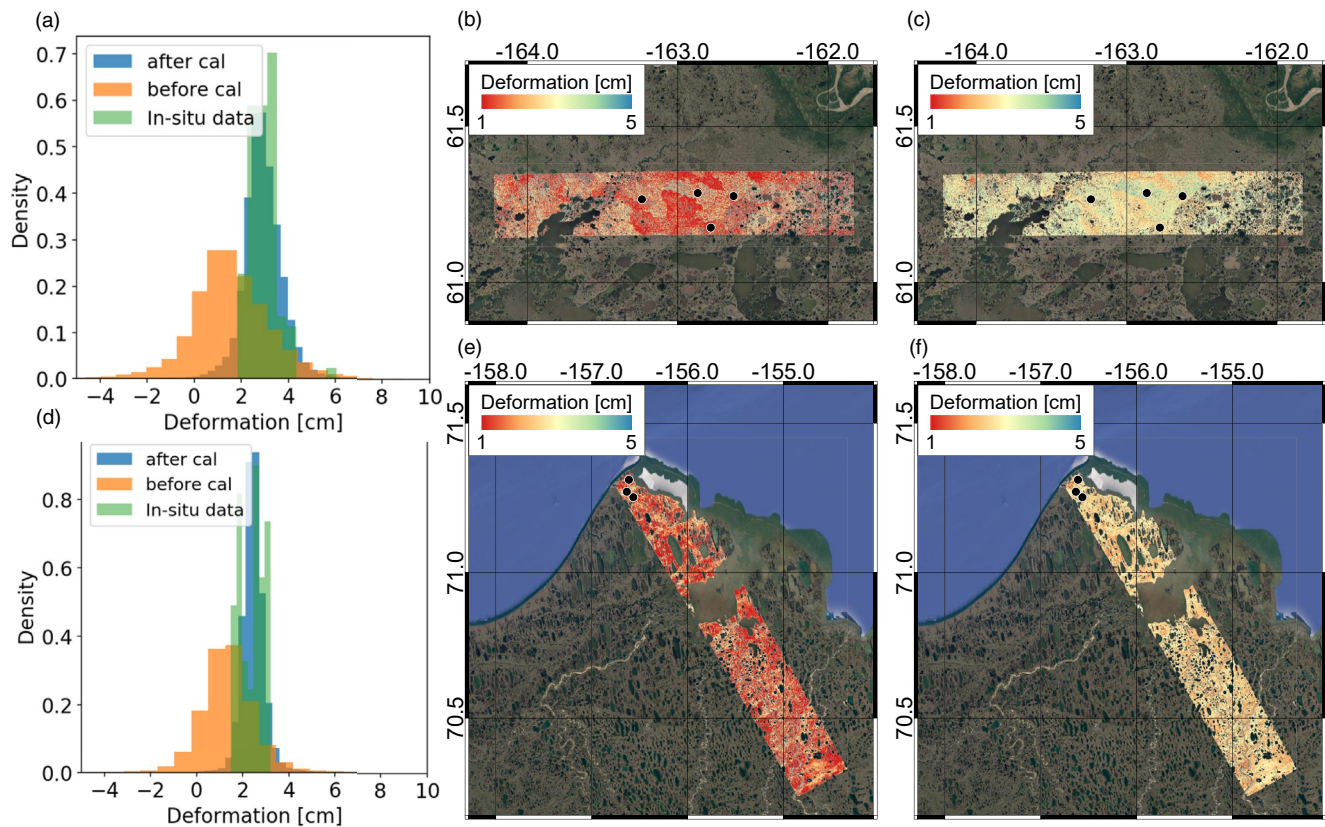 (a)
after cal
before cal
In-situ data
0.7
0.6
0.5
0.4
0.3
0.2
0.1
0.0
Density
−4 −2 0 2 4 6 8 10
Deformation [cm]
(b)
-164.0 -163.0 -162.0
Deformation [cm]
1 5
61.5
61.0
(c)
-164.0 -163.0 -162.0
Deformation [cm]
1 5
61.5
61.0
(d)
after cal
before cal
In-situ data
0.8
0.6
0.4
0.2
0.0
Density
−4 −2 0 2 4 6 8 10
Deformation [cm]
(e)
-158.0 -157.0 -156.0 -155.0
Deformation [cm]
1 5
71.5
71.0
70.5
(f)
-158.0 -157.0 -156.0 -155.0
Deformation [cm]
1 5
71.5
71.0
70.5